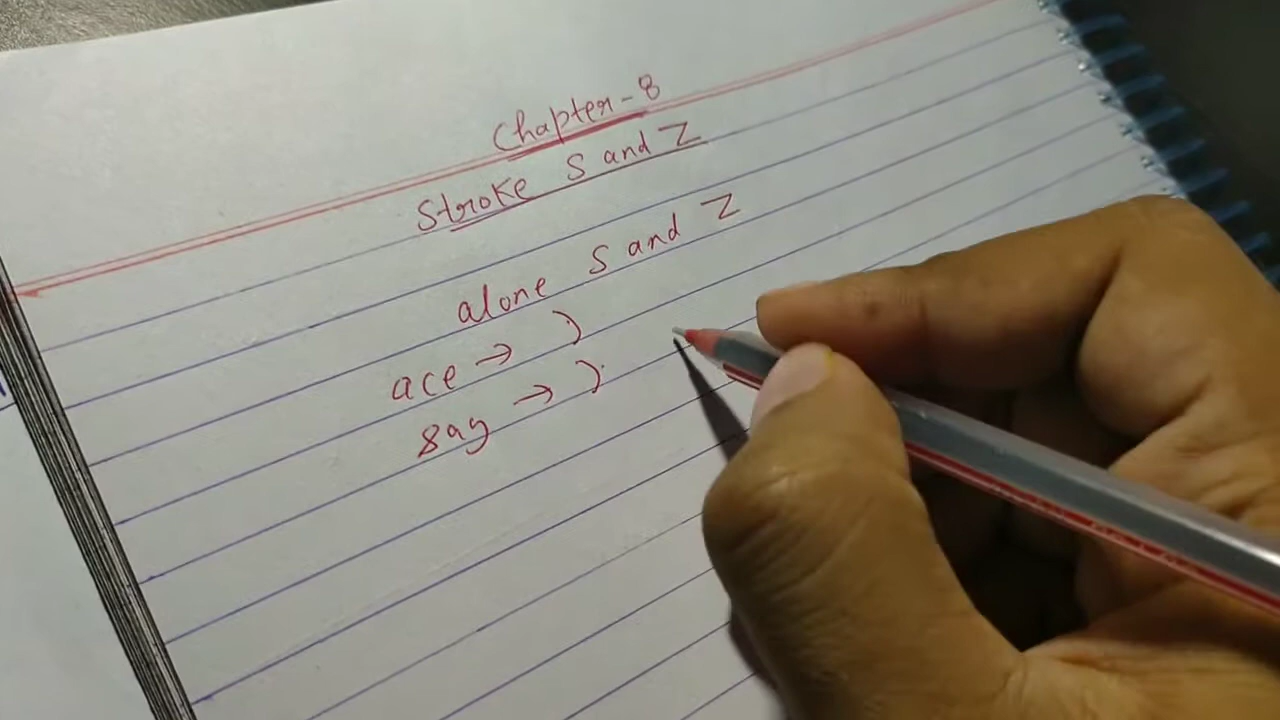 Chapter-8
Stroke S and Z
alone S and Z
ace →
say →